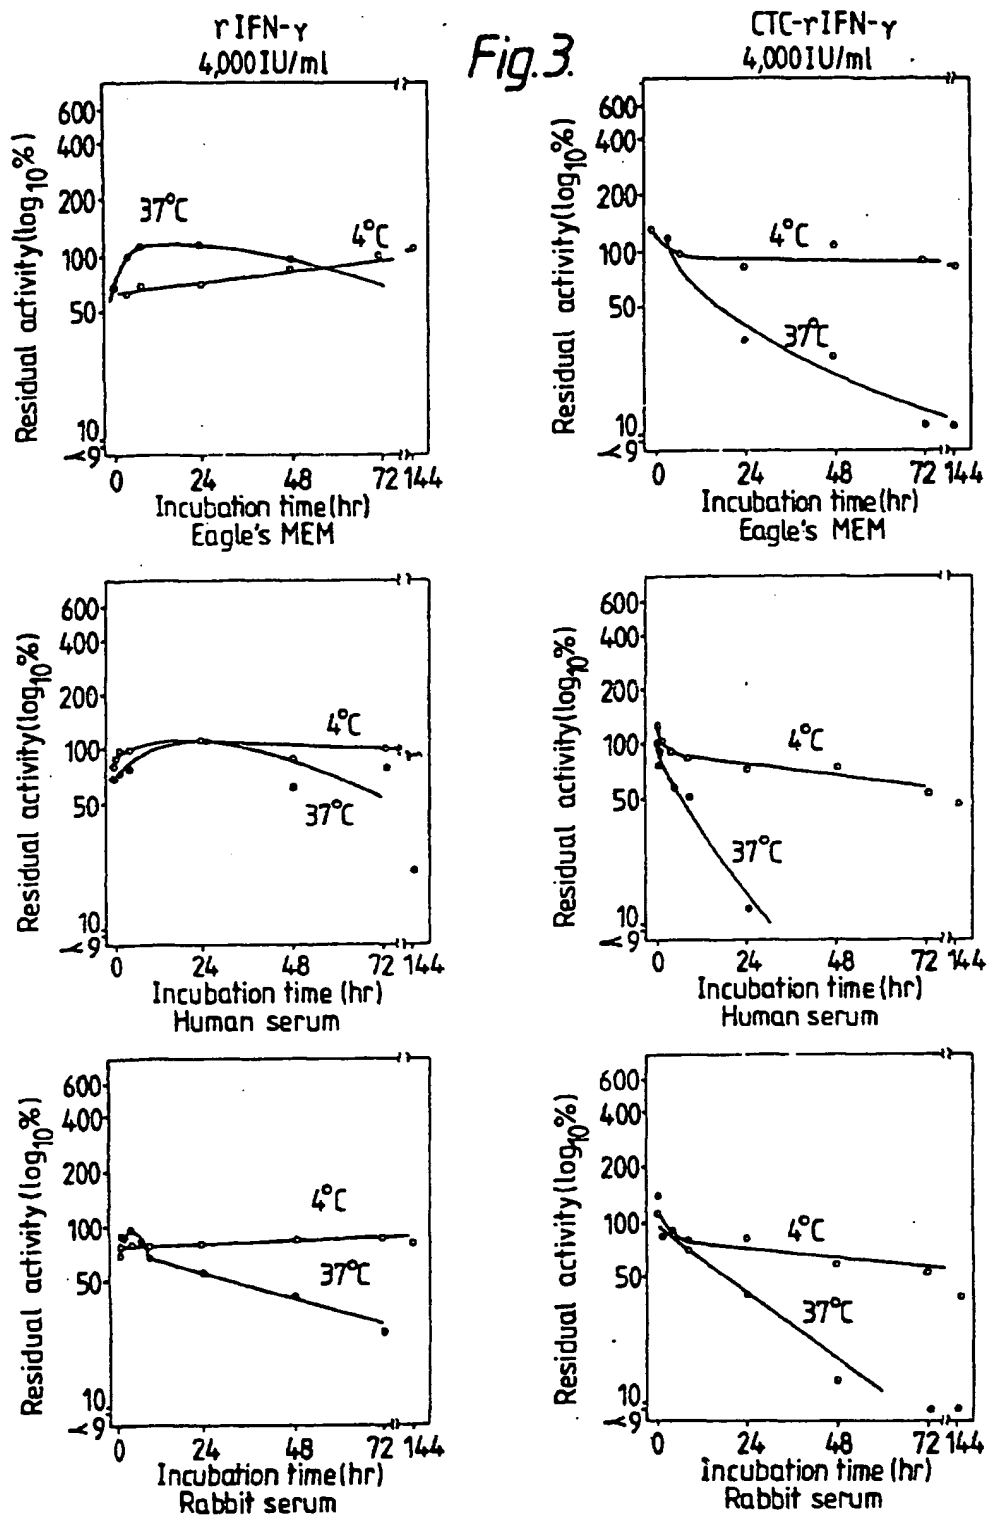 rIFN-γ
4,000IU/ml
Fig.3.
CTC-rIFN-γ
4,000IU/ml
Residual activity(log10%)
600
400
200
100
50
10
<9
37°C
4°C
0 24 48 72 144
Incubation time(hr)
Eagle's MEM
Residual activity(log10%)
600
400
200
100
50
10
<9
4°C
37°C
0 24 48 72 144
Incubation time(hr)
Eagle's MEM
Residual activity(log10%)
600
400
200
100
50
10
<9
4°C
37°C
0 24 48 72 144
Incubation time (hr)
Human serum
Residual activity(log10%)
600
400
200
100
50
10
<9
4°C
37°C
0 24 48 72 144
Incubation time(hr)
Human serum
Residual activity(log10%)
600
400
200
100
50
10
<9
4°C
37°C
0 24 48 72 144
Incubation time(hr)
Rabbit serum
Residual activity(log10%)
600
400
200
100
50
10
<9
4°C
37°C
0 24 48 72 144
Incubation time (hr)
Rabbit serum